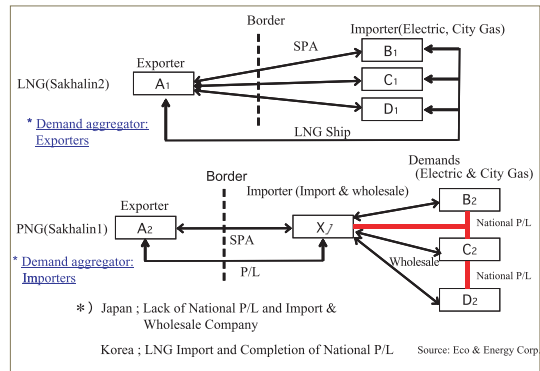 Border
Importer(Electric, City Gas)
SPA
Exporter
B1
LNG(Sakhalin2)
A1
C1
D1
* Demand aggregator:
Exporters
LNG Ship
Demands
(Electric & City Gas)
Border
Importer (Import & wholesale)
Exporter
B2
National P/L
PNG(Sakhalin1)
A2
X
SPA
C2
Wholesale
* Demand aggregator:
Importers
P/L
National P/L
D2
*) Japan ; Lack of National P/L and Import &
Wholesale Company
Korea ; LNG Import and Completion of National P/L
Source: Eco & Energy Corp.